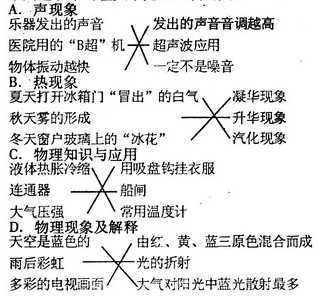 A．声现象
乐器发出的声音 发出的声音音调越高
医院用的“B超”机 超声波应用
物体振动越快 一定不是噪音
B．热现象
夏天打开冰箱门“冒出”的白气 凝华现象
秋天雾的形成 升华现象
冬天窗户玻璃上的“冰花” 汽化现象
C．物理知识与应用
液体热胀冷缩 用吸盘钩挂衣服
连通器 船闸
大气压强 常用温度计
D．物理现象及解释
天空是蓝色的 由红、黄、蓝三原色混合而成
雨后彩虹 光的折射
多彩的电视画面 大气对阳光中蓝光散射最多